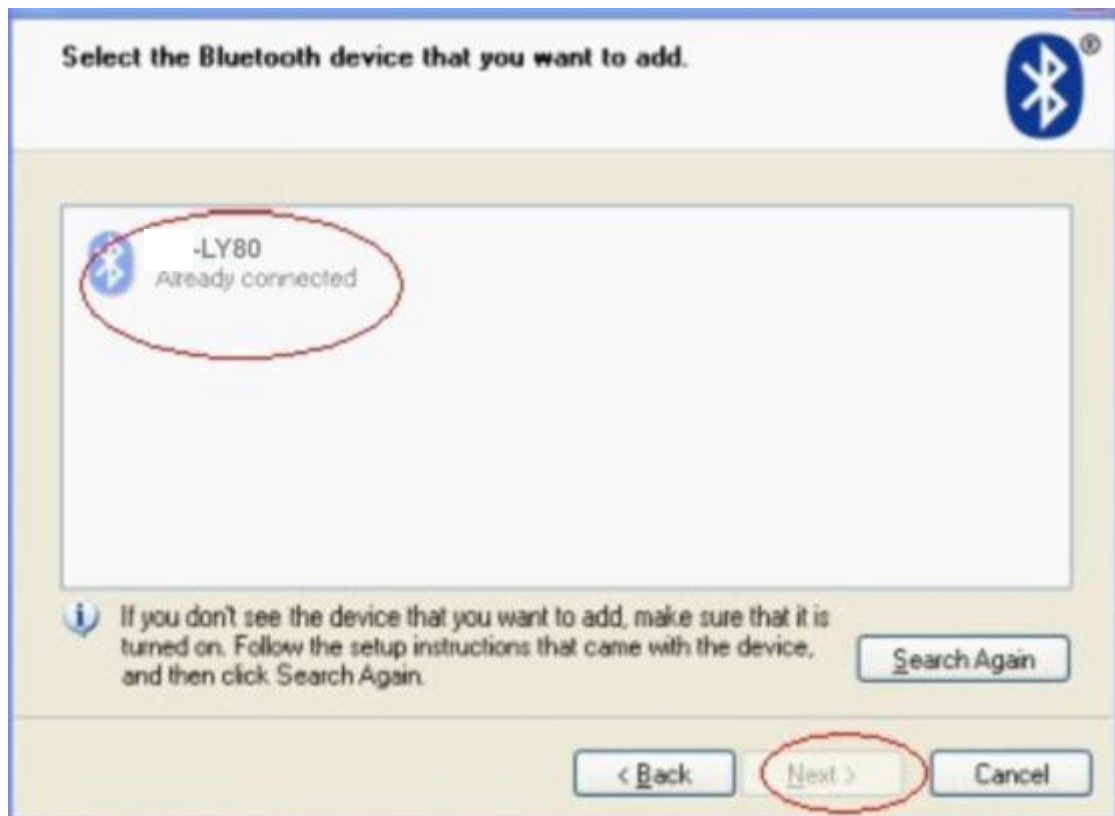 Select the Bluetooth device that you want to add.
®
-LY80
Already connected
If you don't see the device that you want to add, make sure that it is
turned on. Follow the setup instructions that came with the device,
and then click Search Again.
Search Again
< Back
Next >
Cancel